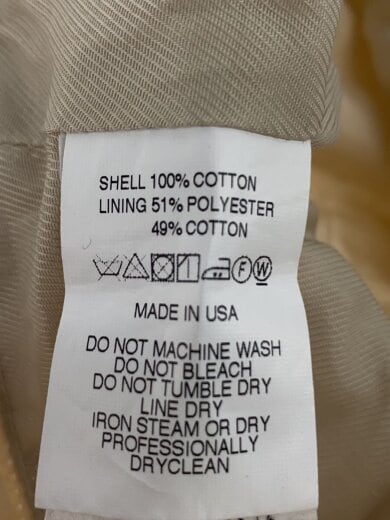 SHELL 100% COTTON
LINING 51% POLYESTER
49% COTTON
F W
MADE IN USA
DO NOT MACHINE WASH
DO NOT BLEACH
DO NOT TUMBLE DRY
LINE DRY
IRON STEAM OR DRY
PROFESSIONALLY
DRYCLEAN